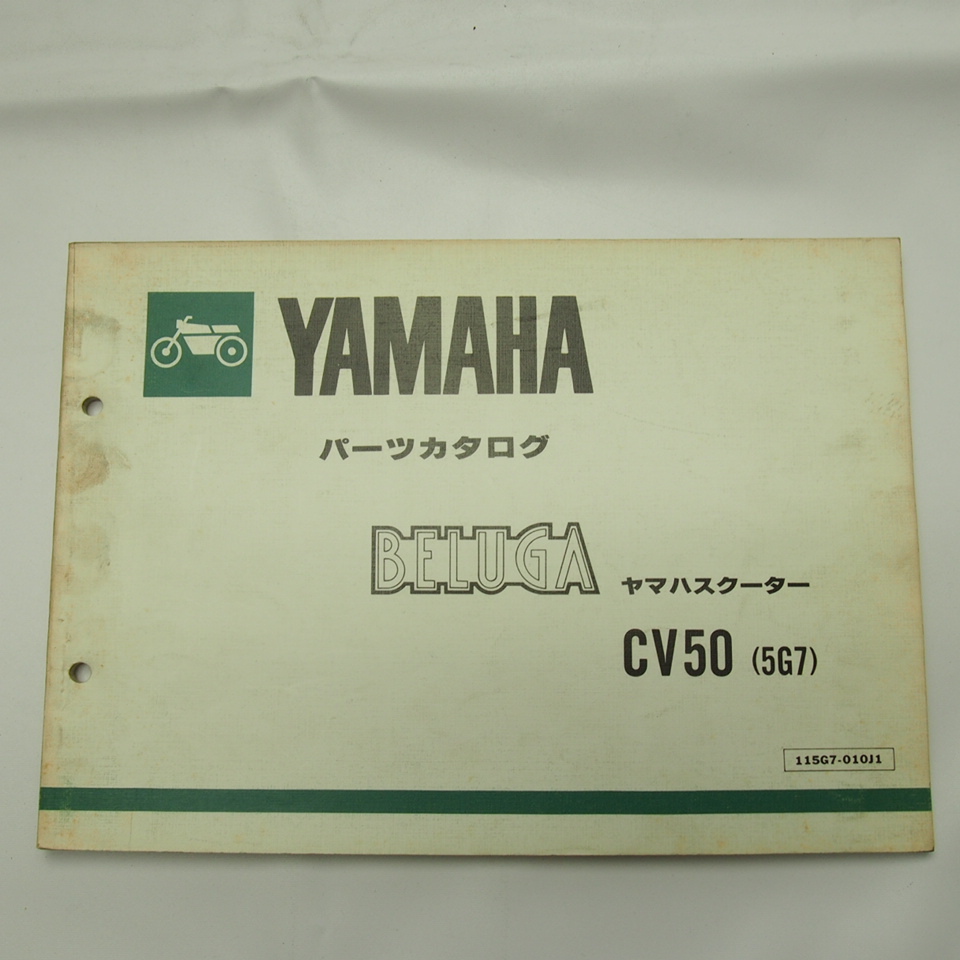 YAMAHA
パーツカタログ
BELUGA ヤマハスクーター
CV50 (5G7)
115G7-010J1